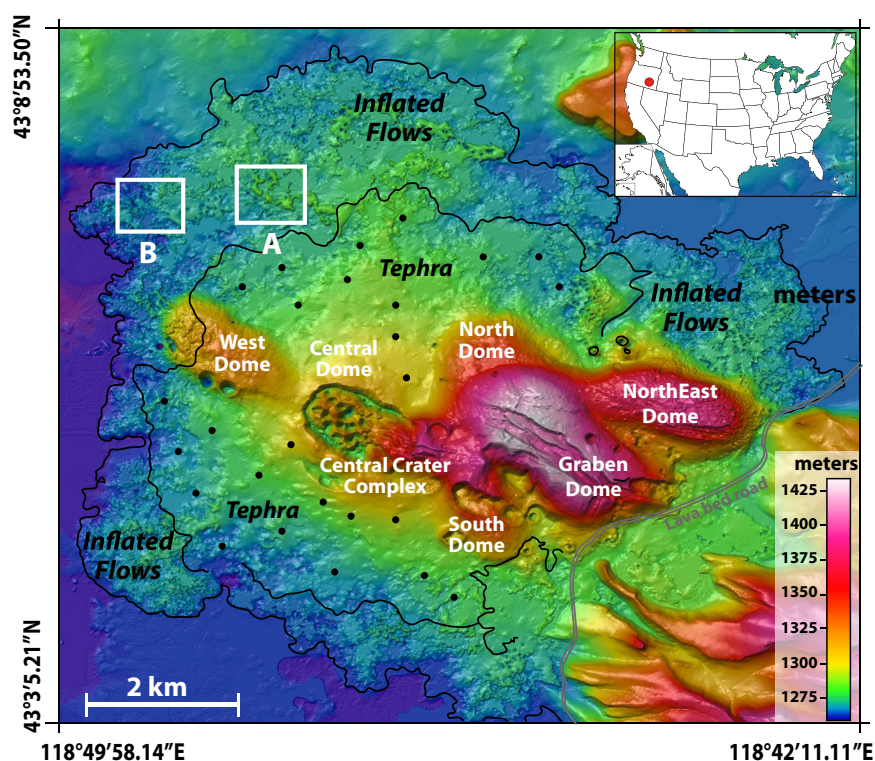 43°8′53.50″N
Inflated
Flows
B
A
Tephra
Inflated
Flows
meters
West
Dome
Central
Dome
North
Dome
NorthEast
Dome
Central Crater
Complex
Graben
Dome
South
Dome
Tephra
Inflated
Flows
Lava bed road
meters
1425
1400
1375
1350
1325
1300
1275
2 km
43°3′5.21″N
118°49′58.14″E
118°42′11.11″E